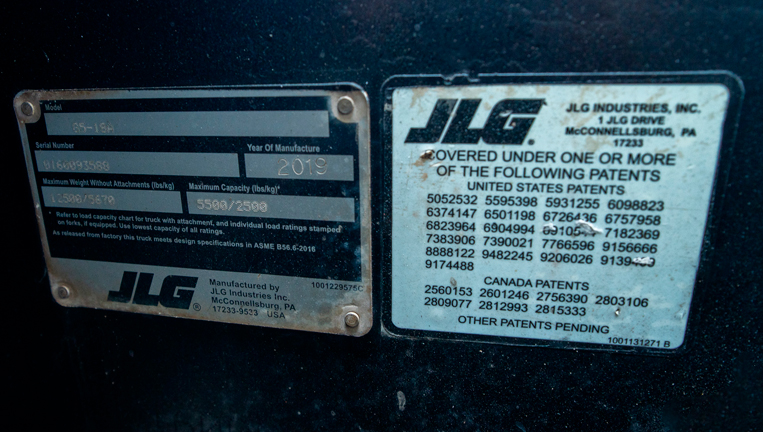 Model
G5-18A
Serial Number
Year Of Manufacture
2019
Maximum Weight Without Attachments (lbs/kg)
Maximum Capacity (lbs/kg)*
12500/5670
5500/2500
* Refer to load capacity chart for truck with attachment, and individual load ratings stamped
on forks, if equipped. Use lowest capacity of all ratings.
As released from factory this truck meets design specifications in ASME B56.6-2016
JLG®
Manufactured by
JLG Industries Inc.
McConnellsburg, PA
17233-9533 USA
1001229575C
JLG®
JLG INDUSTRIES, INC.
1 JLG DRIVE
McCONNELLSBURG, PA
17233
COVERED UNDER ONE OR MORE
OF THE FOLLOWING PATENTS
UNITED STATES PATENTS
5052532 5595398 5931255 6098823
6374147 6501198 6726436 6757958
6823964 6904994 7182369
7383906 7390021 7766596 9156666
8888122 9482245 9206026
9174488
CANADA PATENTS
2560153 2601246 2756390 2803106
2809077 2812993 2815333
OTHER PATENTS PENDING
1001131271 B